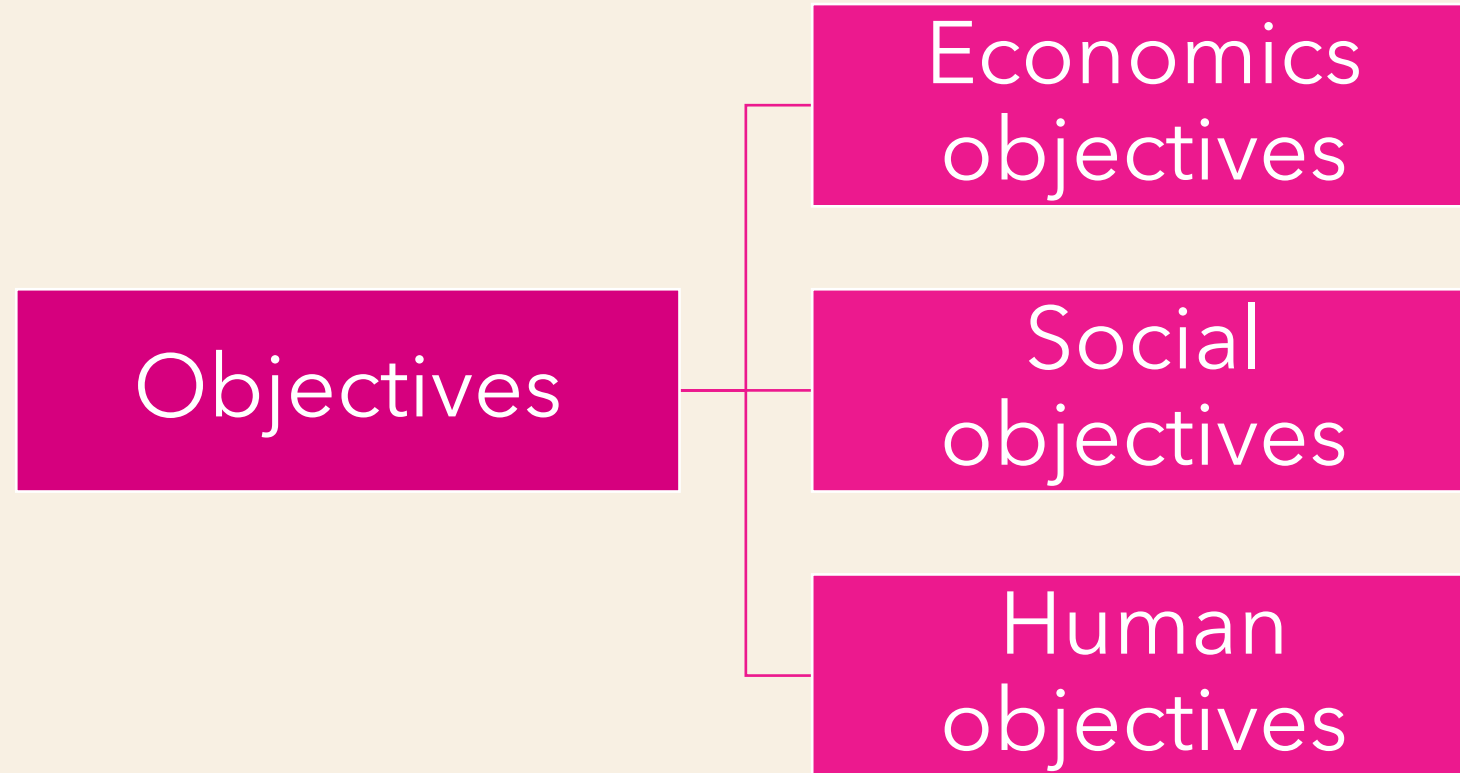 Objectives
Economics
objectives
Social
objectives
Human
objectives